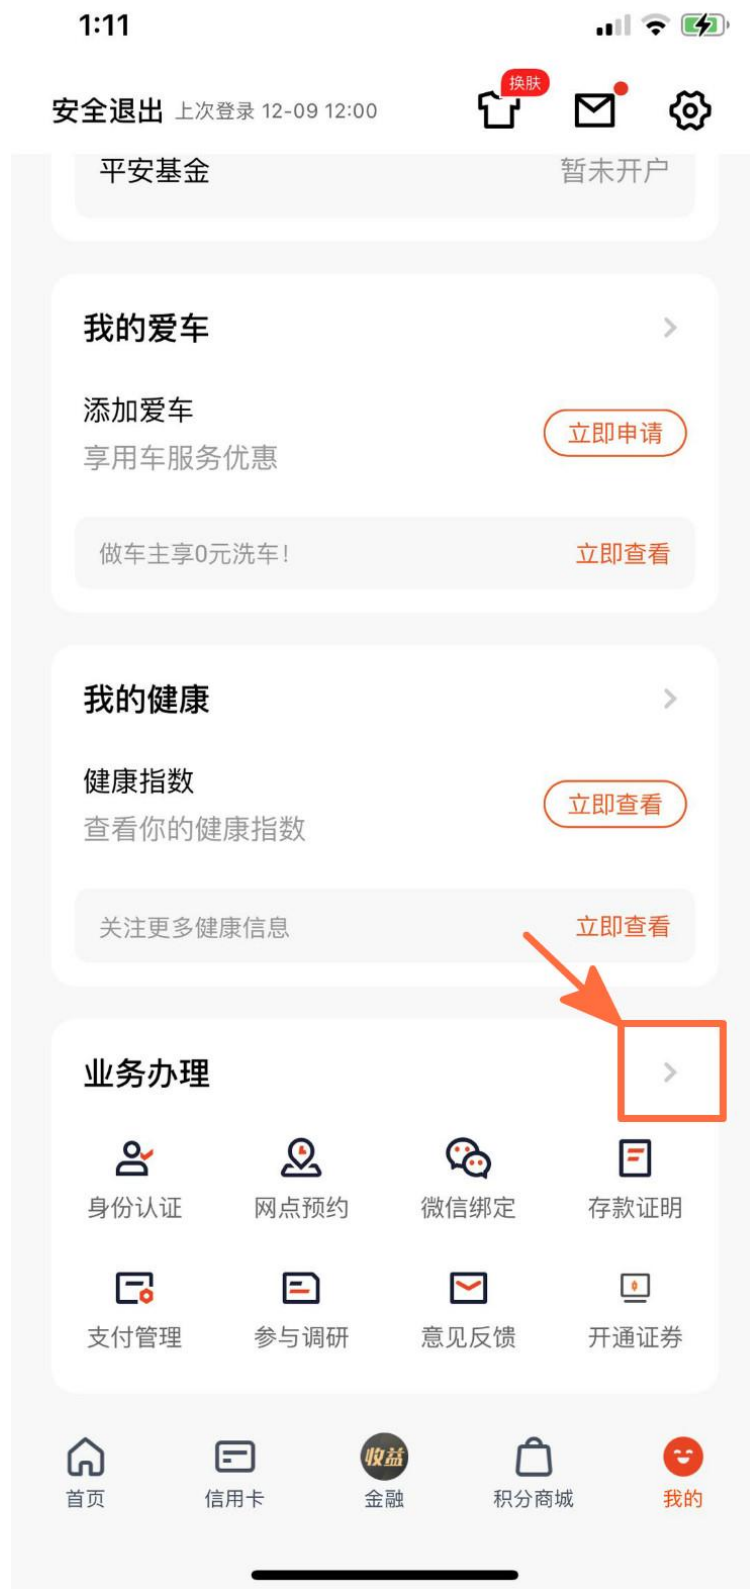 1:11
安全退出 上次登录 12-09 12:00
换肤
平安基金 暂未开户
我的爱车
添加爱车
享用车服务优惠
立即申请
做车主享0元洗车！ 立即查看
我的健康
健康指数
查看你的健康指数
立即查看
关注更多健康信息 立即查看
业务办理
身份认证 网点预约 微信绑定 存款证明
支付管理 参与调研 意见反馈 开通证券
收益
首页 信用卡 金融 积分商城 我的